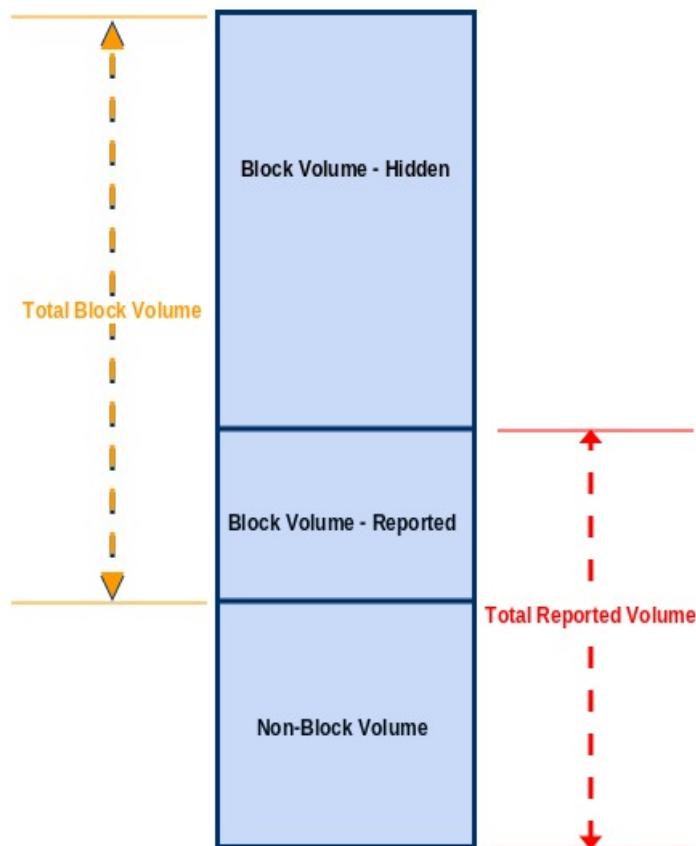 Block Volume - Hidden
Total Block Volume
Block Volume - Reported
Total Reported Volume
Non-Block Volume